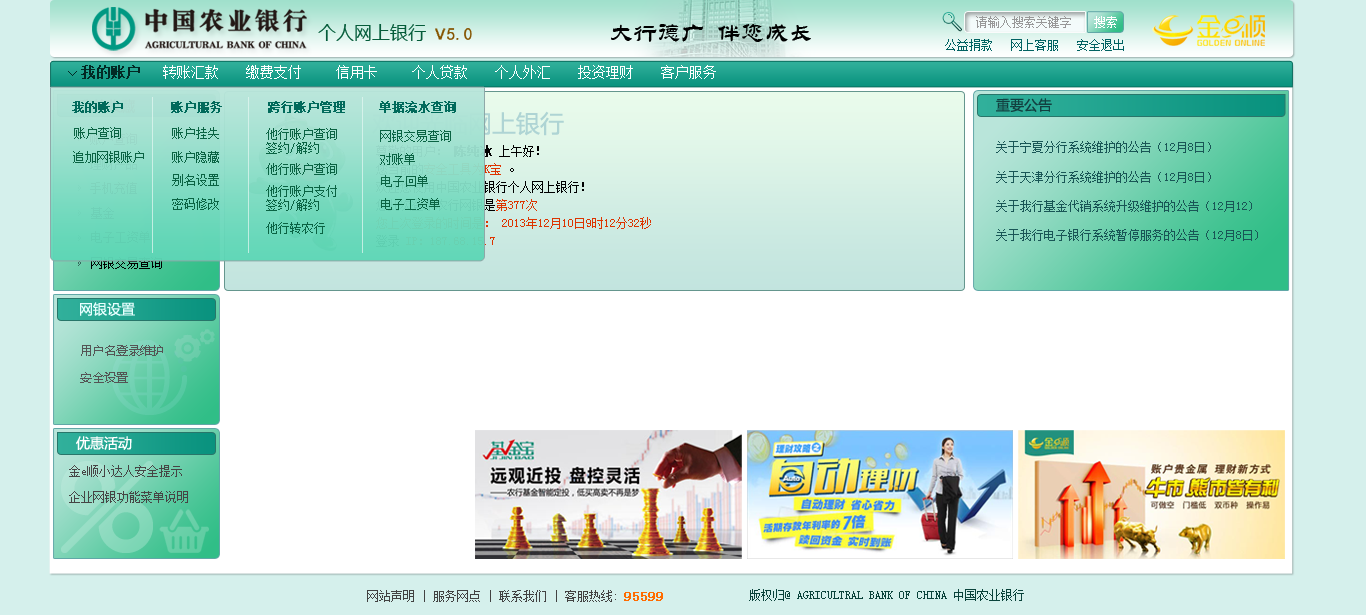 中国农业银行
AGRICULTURAL BANK OF CHINA
个人网上银行 V5.0
大行德广 伴您成长
请输入搜索关键字 搜索
公益捐款 网上客服 安全退出
金e顺
GOLDEN ONLINE
我的账户 转账汇款 缴费支付 信用卡 个人贷款 个人外汇 投资理财 客户服务
我的账户
账户查询
追加网银账户
账户服务
账户挂失
账户隐藏
别名设置
密码修改
跨行账户管理
他行账户查询
签约/解约
他行账户查询
他行账户支付
签约/解约
他行转农行
单据流水查询
网银交易查询
对账单
电子回单
电子工资单
手机充值
基金
电子工资单
网银交易查询
网上银行
上午好！
K宝 。
中国农业银行个人网上银行！
行网银是第377次
： 2013年12月10日9时12分32秒
重要公告
关于宁夏分行系统维护的公告（12月8日）
关于天津分行系统维护的公告（12月8日）
关于我行基金代销系统升级维护的公告（12月12）
关于我行电子银行系统暂停服务的公告（12月8日）
网银设置
用户名登录维护
安全设置
优惠活动
金e顺小达人安全提示
企业网银功能菜单说明
基金宝
JIJINBAO
远观近投 盘控灵活
——农行基金智能定投，低买高卖不再是梦
理财攻略
自动理财
Auto
自动理财 省心省力
活期存款年利率的7倍
赎回资金 实时到账
金e顺
账户贵金属 理财新方式
牛市、熊市皆有利
可做空 门槛低 双币种 操作易
网站声明 | 服务网点 | 联系我们 | 客服热线: 95599
版权归@ AGRICULTRAL BANK OF CHINA 中国农业银行